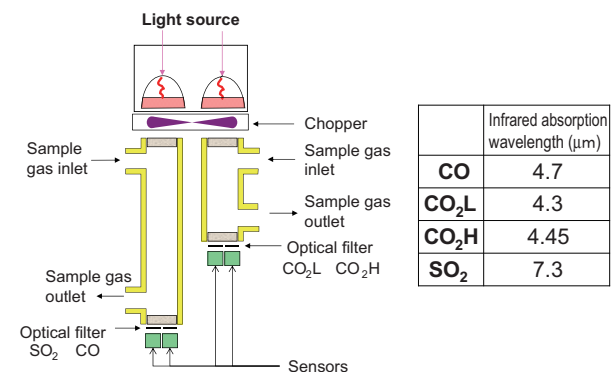 Light source
Chopper
Sample
gas inlet
Sample gas
inlet
Sample gas
outlet
Optical filter
CO₂L CO₂H
Sample gas
outlet
Optical filter
SO₂ CO
Sensors
Infrared absorption
wavelength (μm)
CO 4.7
CO₂L 4.3
CO₂H 4.45
SO₂ 7.3